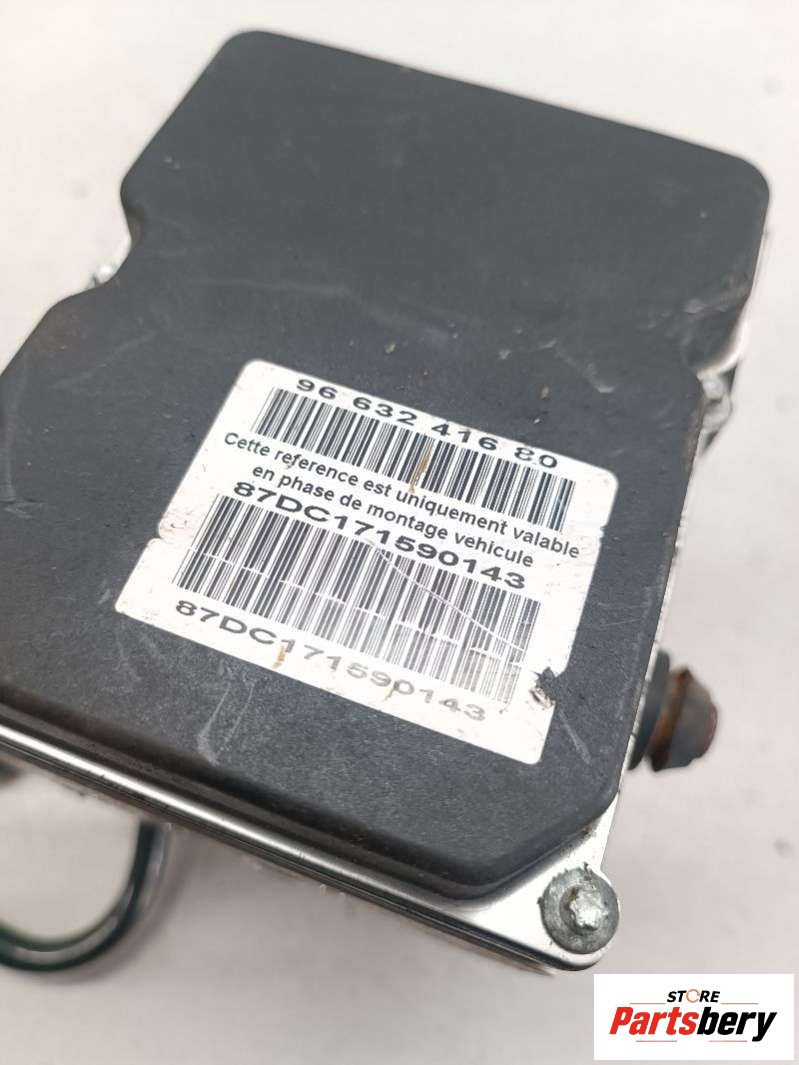 96 632 416 80
Cette reference est uniquement valable
en phase de montage vehicule
87DC171590143
87DC171590143
STORE
Partsbery